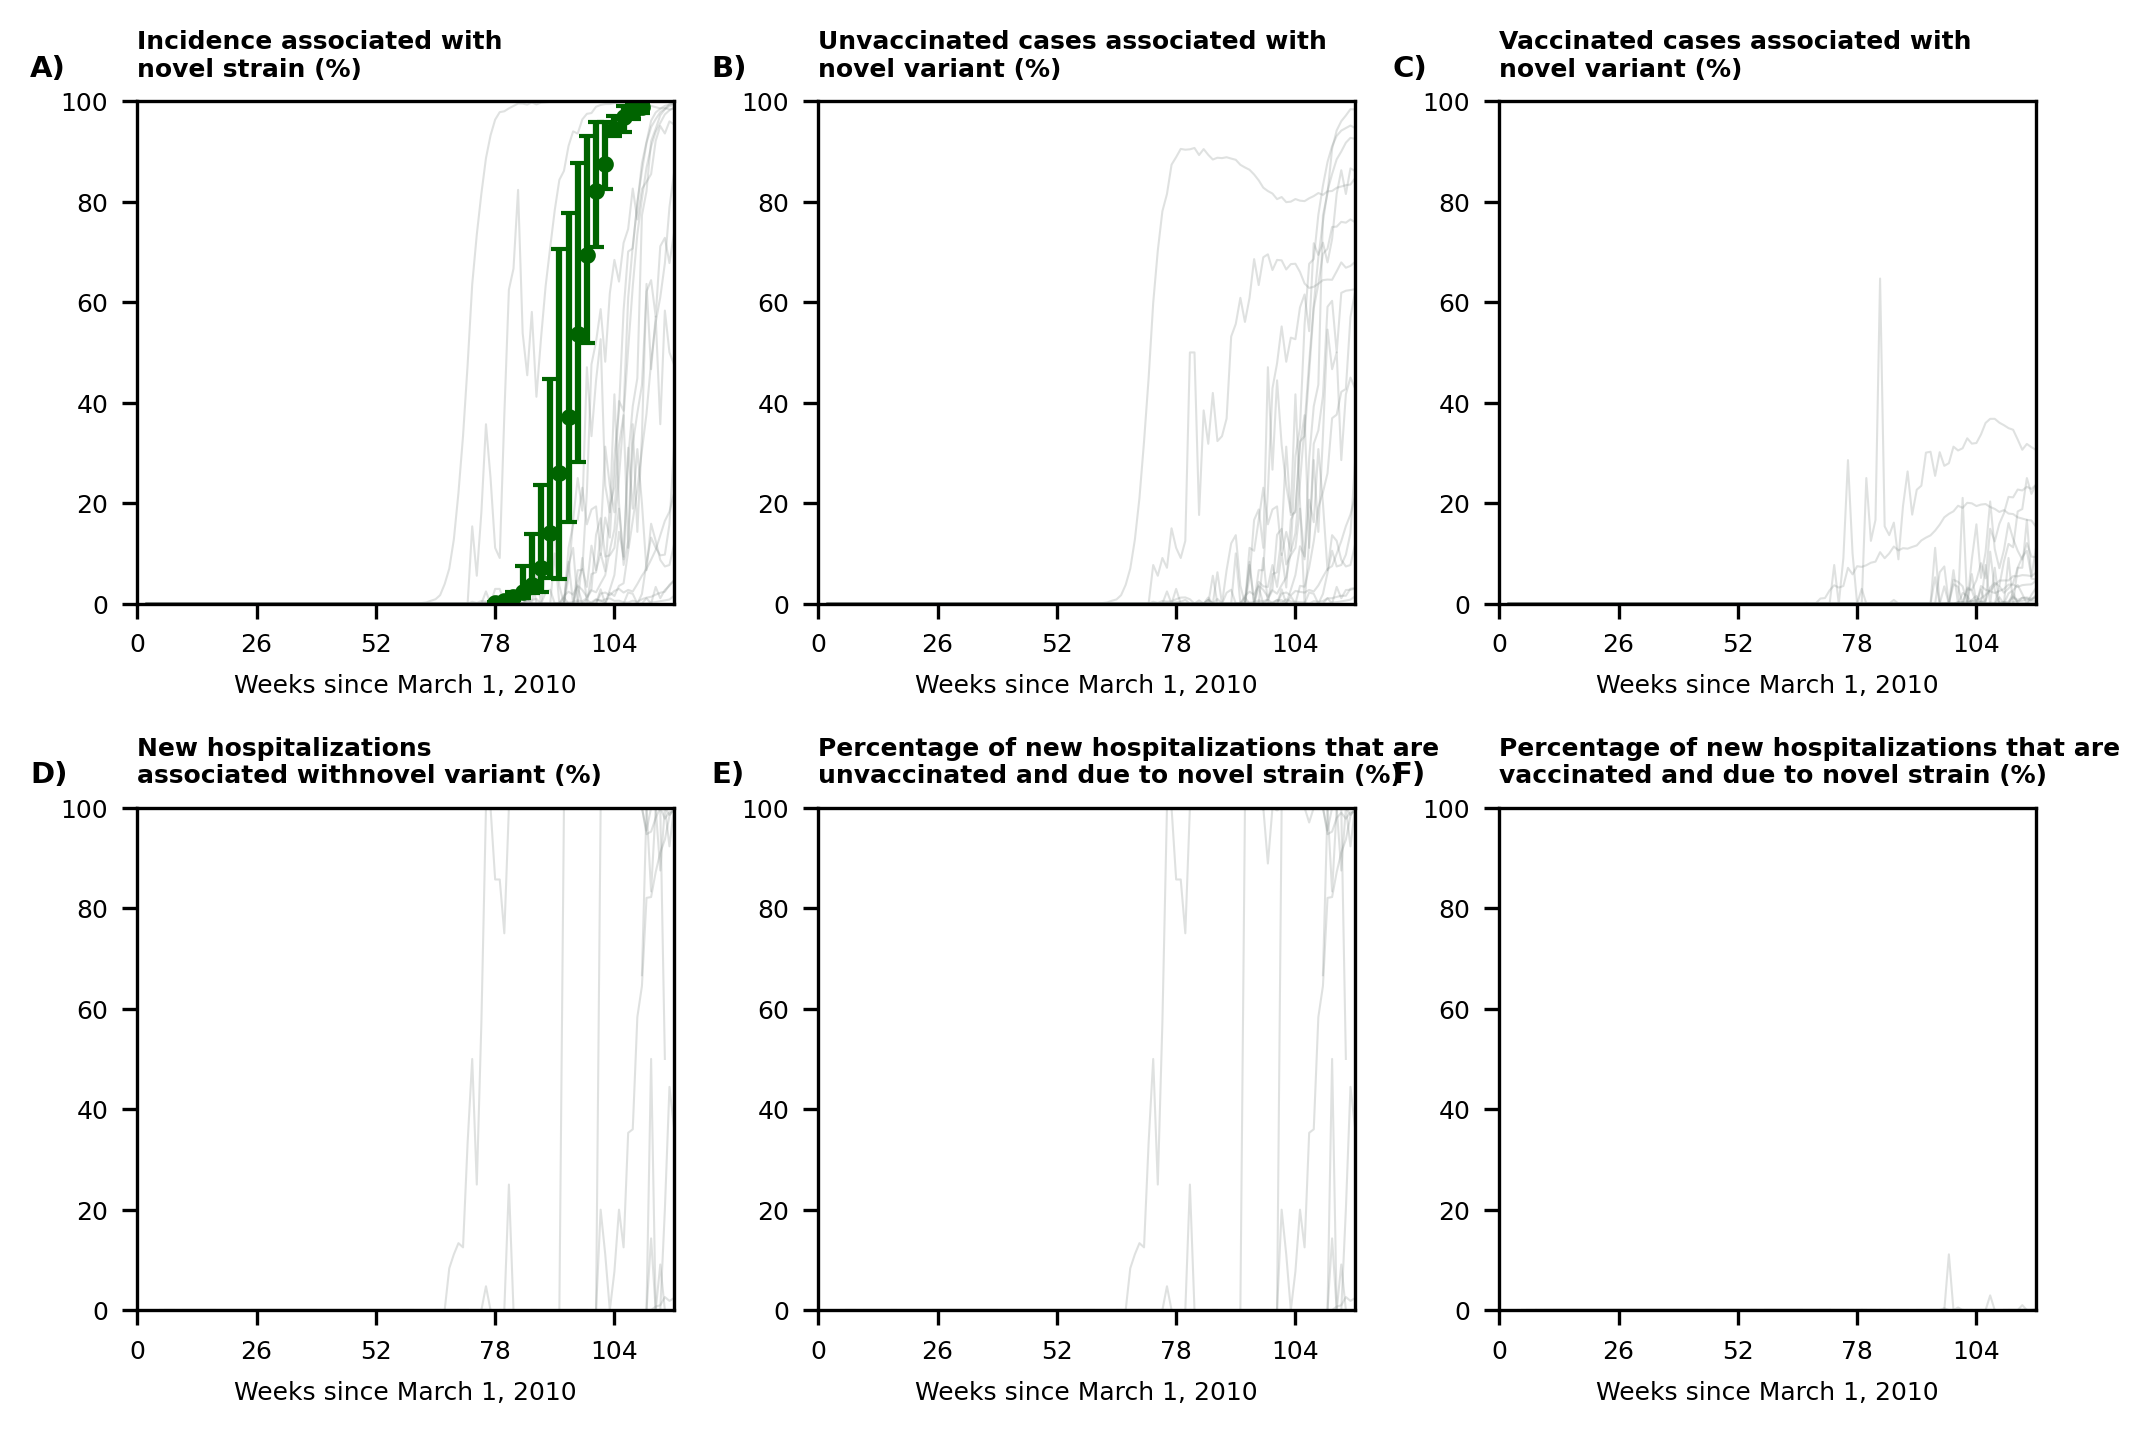 A)
Incidence associated with
novel strain (%)
100
80
60
40
20
0
0 26 52 78 104
Weeks since March 1, 2010
B)
Unvaccinated cases associated with
novel variant (%)
100
80
60
40
20
0
0 26 52 78 104
Weeks since March 1, 2010
C)
Vaccinated cases associated with
novel variant (%)
100
80
60
40
20
0
0 26 52 78 104
Weeks since March 1, 2010
D)
New hospitalizations
associated withnovel variant (%)
100
80
60
40
20
0
0 26 52 78 104
Weeks since March 1, 2010
E)
Percentage of new hospitalizations that are
unvaccinated and due to novel strain (%)
100
80
60
40
20
0
0 26 52 78 104
Weeks since March 1, 2010
F)
Percentage of new hospitalizations that are
vaccinated and due to novel strain (%)
100
80
60
40
20
0
0 26 52 78 104
Weeks since March 1, 2010